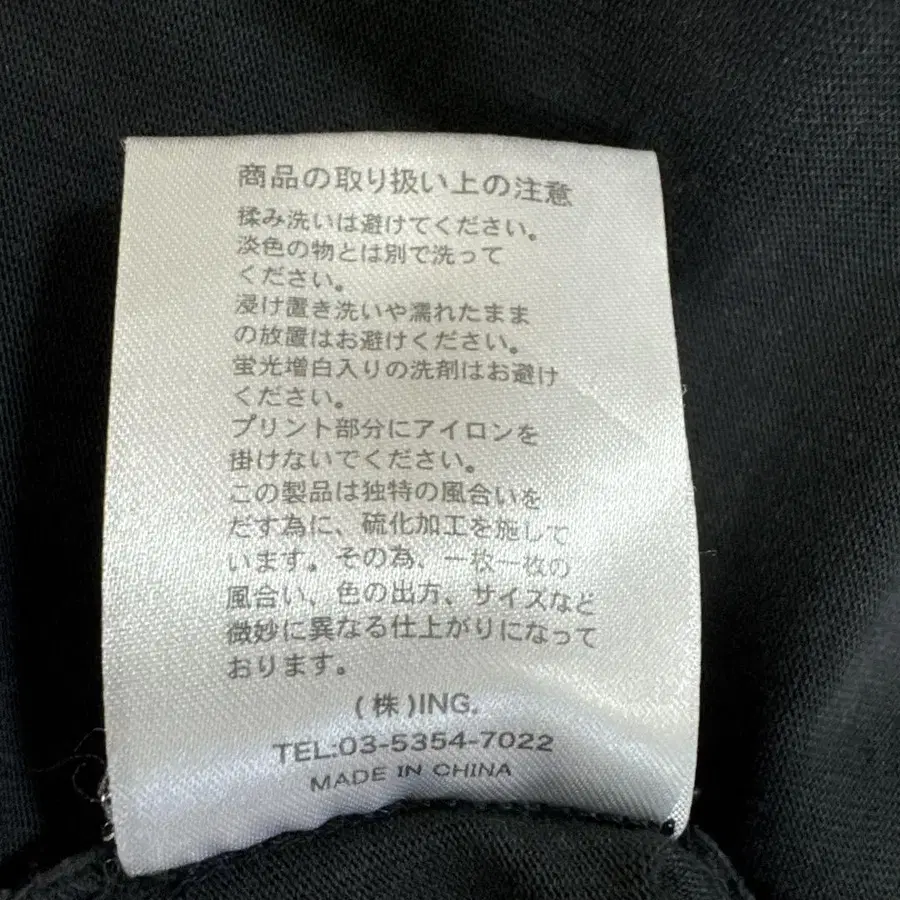 商品の取り扱い上の注意
揉み洗いは避けてください。
淡色の物とは別で洗って
ください。
浸け置き洗いや濡れたまま
の放置はお避けください。
蛍光増白入りの洗剤はお避け
ください。
プリント部分にアイロンを
掛けないでください。
この製品は独特の風合いを
だす為に、硫化加工を施して
います。その為、一枚一枚の
風合い、色の出方、サイズなど
微妙に異なる仕上がりになって
おります。
(株)ING.
TEL:03-5354-7022
MADE IN CHINA